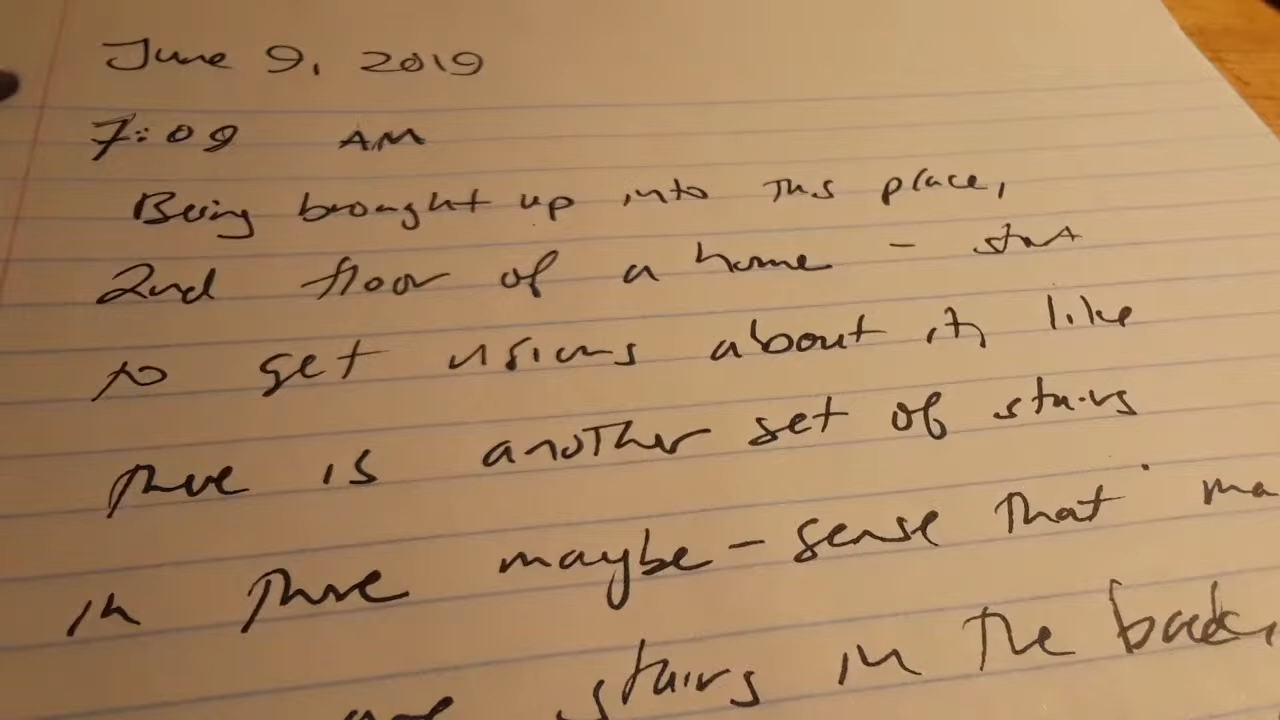 June 9, 2019
7:09 AM
Being brought up into this place,
2nd floor of a home - start
to get visions about it, like
there is another set of stairs
in there maybe - sense that ma
stairs in the back,